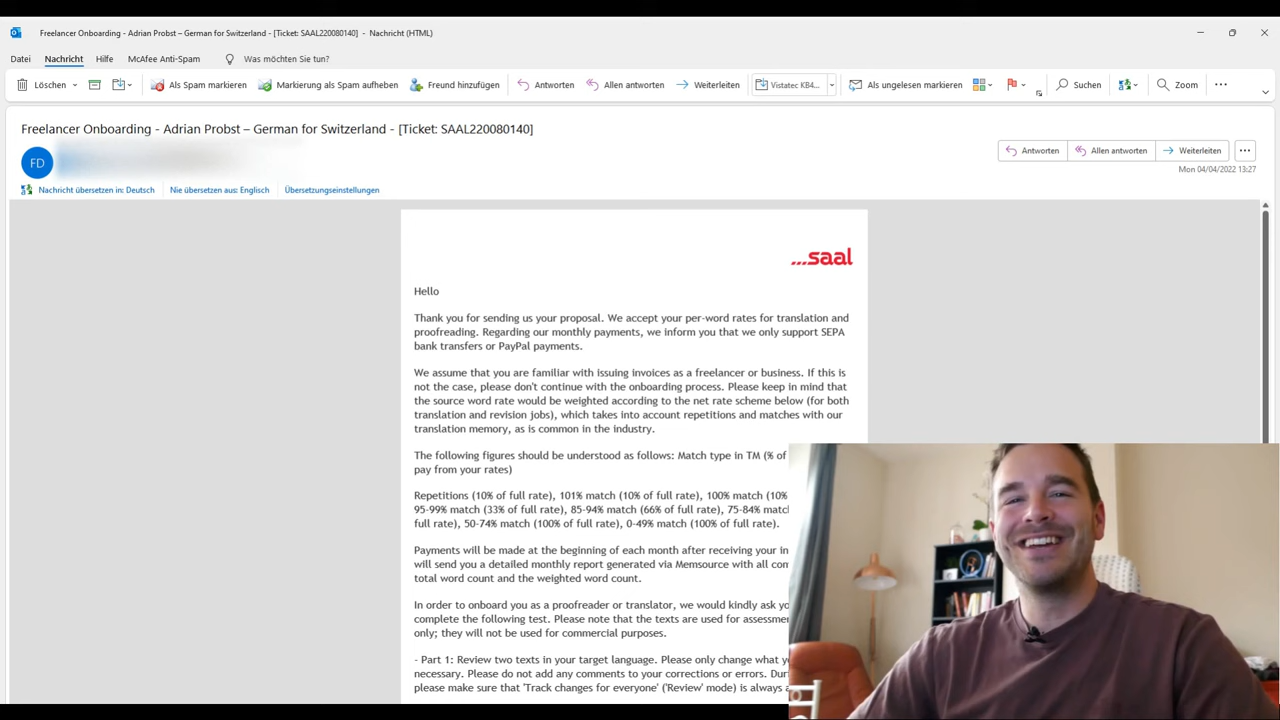 Freelancer Onboarding - Adrian Probst – German for Switzerland - [Ticket: SAAL220080140] - Nachricht (HTML)
Datei Nachricht Hilfe McAfee Anti-Spam Was möchten Sie tun?
Löschen Als Spam markieren Markierung als Spam aufheben Freund hinzufügen Antworten Allen antworten Weiterleiten Vistatec KB4... Als ungelesen markieren Suchen Zoom
Freelancer Onboarding - Adrian Probst – German for Switzerland - [Ticket: SAAL220080140]
FD
Antworten Allen antworten Weiterleiten
Mon 04/04/2022 13:27
Nachricht übersetzen in: Deutsch Nie übersetzen aus: Englisch Übersetzungseinstellungen
...saal
Hello
Thank you for sending us your proposal. We accept your per-word rates for translation and
proofreading. Regarding our monthly payments, we inform you that we only support SEPA
bank transfers or PayPal payments.
We assume that you are familiar with issuing invoices as a freelancer or business. If this is
not the case, please don't continue with the onboarding process. Please keep in mind that
the source word rate would be weighted according to the net rate scheme below (for both
translation and revision jobs), which takes into account repetitions and matches with our
translation memory, as is common in the industry.
The following figures should be understood as follows: Match type in TM (% of
pay from your rates)
Repetitions (10% of full rate), 101% match (10% of full rate), 100% match (10%
95-99% match (33% of full rate), 85-94% match (66% of full rate), 75-84%
full rate), 50-74% match (100% of full rate), 0-49% match (100% of full rate).
Payments will be made at the beginning of each month after receiving your
will send you a detailed monthly report generated via Memsource with all
total word count and the weighted word count.
In order to onboard you as a proofreader or translator, we would kindly ask
complete the following test. Please note that the texts are used for
only; they will not be used for commercial purposes.
- Part 1: Review two texts in your target language. Please only change what
necessary. Please do not add any comments to your corrections or errors.
please make sure that 'Track changes for everyone' ('Review' mode) is always